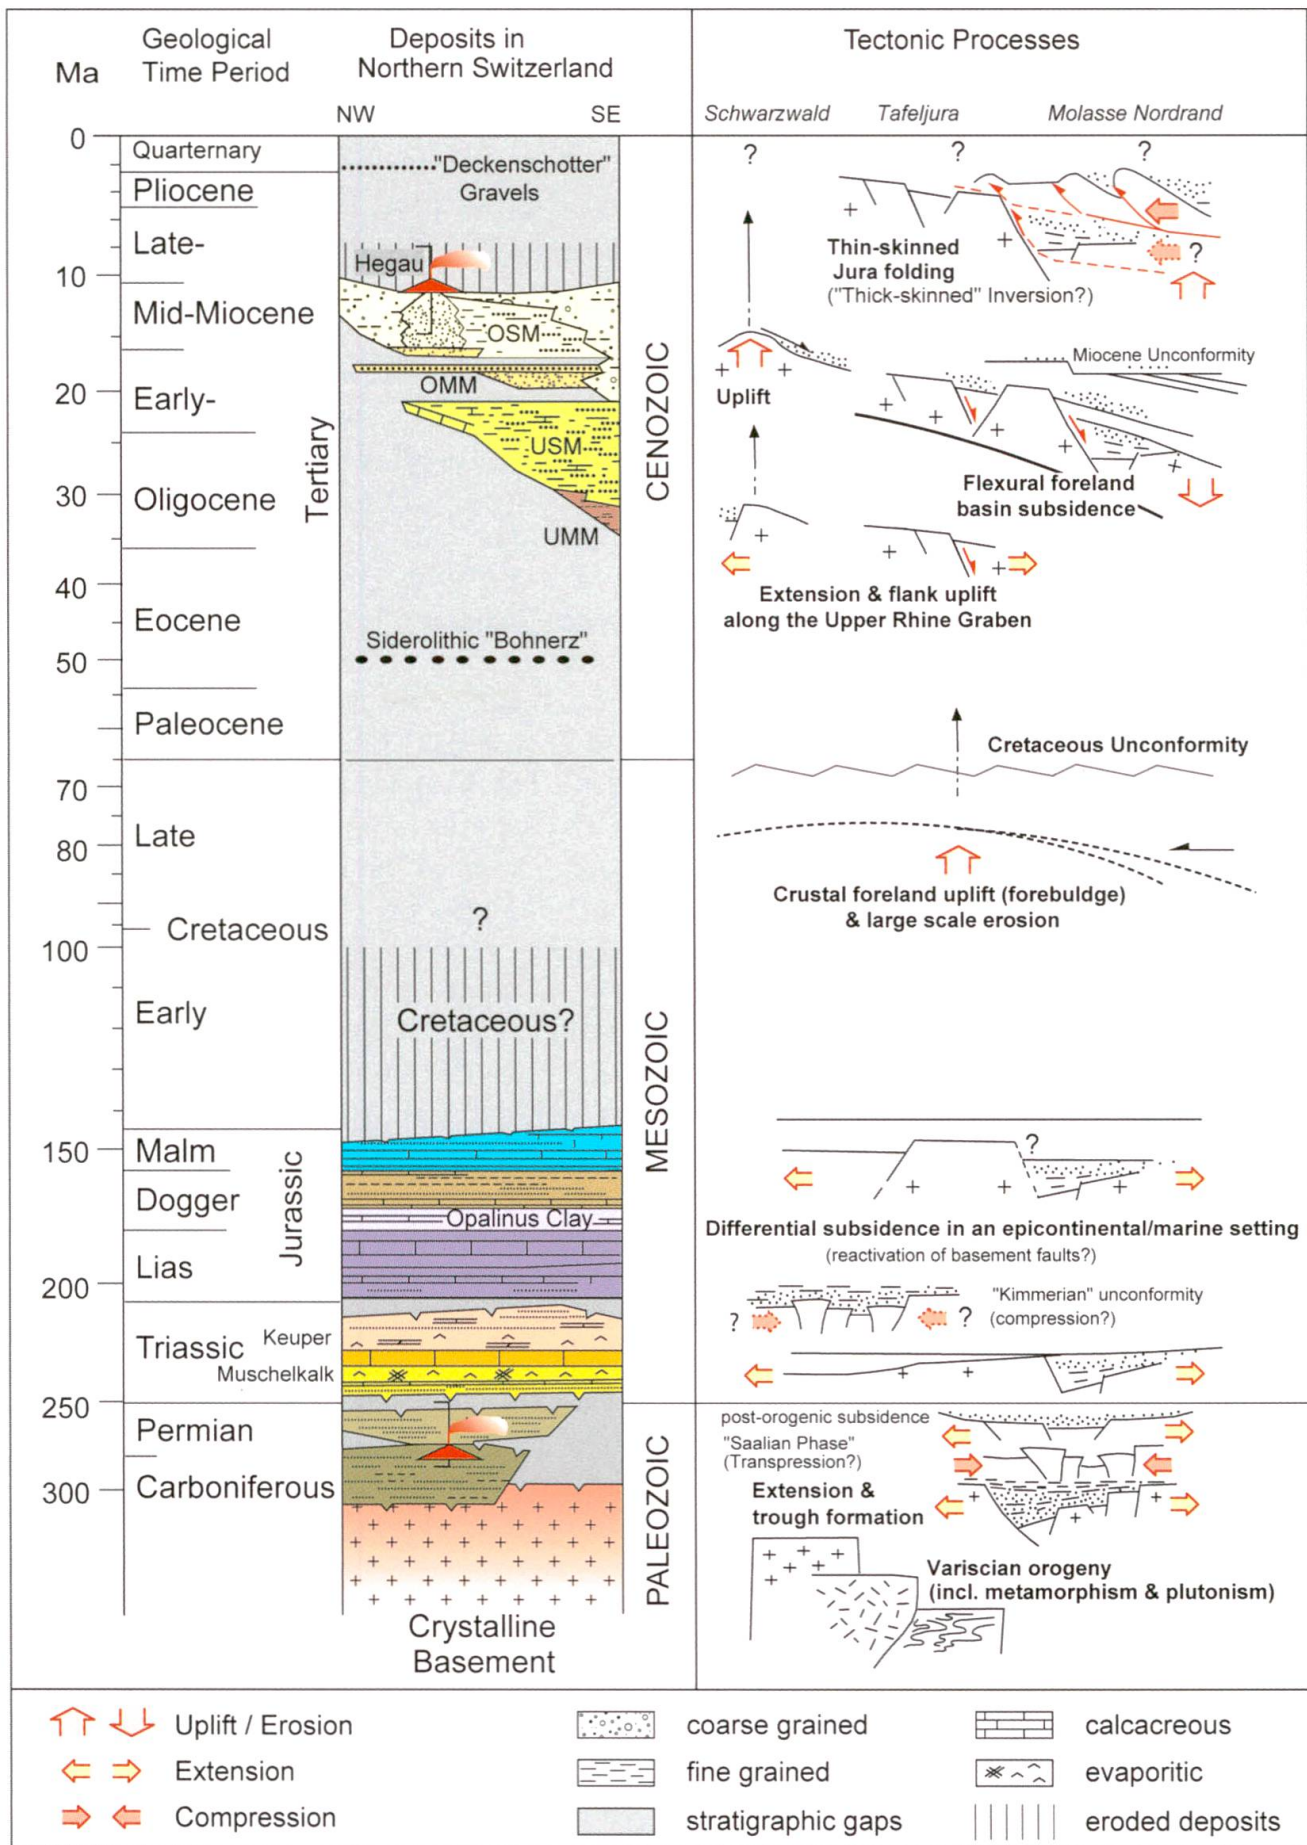 Ma
Geological
Time Period
Deposits in
Northern Switzerland
NW
SE
Tectonic Processes
Schwarzwald
Tafeljura
Molasse Nordrand
0
10
20
30
40
50
70
80
100
150
200
250
300
Quarternary
Pliocene
Late-
Mid-Miocene
Early-
Oligocene
Eocene
Paleocene
Tertiary
Late
Cretaceous
Early
Malm
Dogger
Lias
Jurassic
Triassic
Keuper
Muschelkalk
Permian
Carboniferous
"Deckenschotter"
Gravels
Hegau
OSM
OMM
USM
UMM
Siderolithic "Bohnerz"
?
Cretaceous?
Opalinus Clay
Crystalline
Basement
CENOZOIC
MESOZOIC
PALEOZOIC
?
?
?
Thin-skinned
Jura folding
("Thick-skinned" Inversion?)
?
Uplift
Miocene Unconformity
Flexural foreland
basin subsidence
Extension & flank uplift
along the Upper Rhine Graben
Cretaceous Unconformity
Crustal foreland uplift (forebuldge)
& large scale erosion
?
Differential subsidence in an epicontinental/marine setting
(reactivation of basement faults?)
?
?
"Kimmerian" unconformity
(compression?)
post-orogenic subsidence
"Saalian Phase"
(Transpression?)
Extension &
trough formation
Variscian orogeny
(incl. metamorphism & plutonism)
Uplift / Erosion
Extension
Compression
coarse grained
fine grained
stratigraphic gaps
calcacreous
evaporitic
eroded deposits